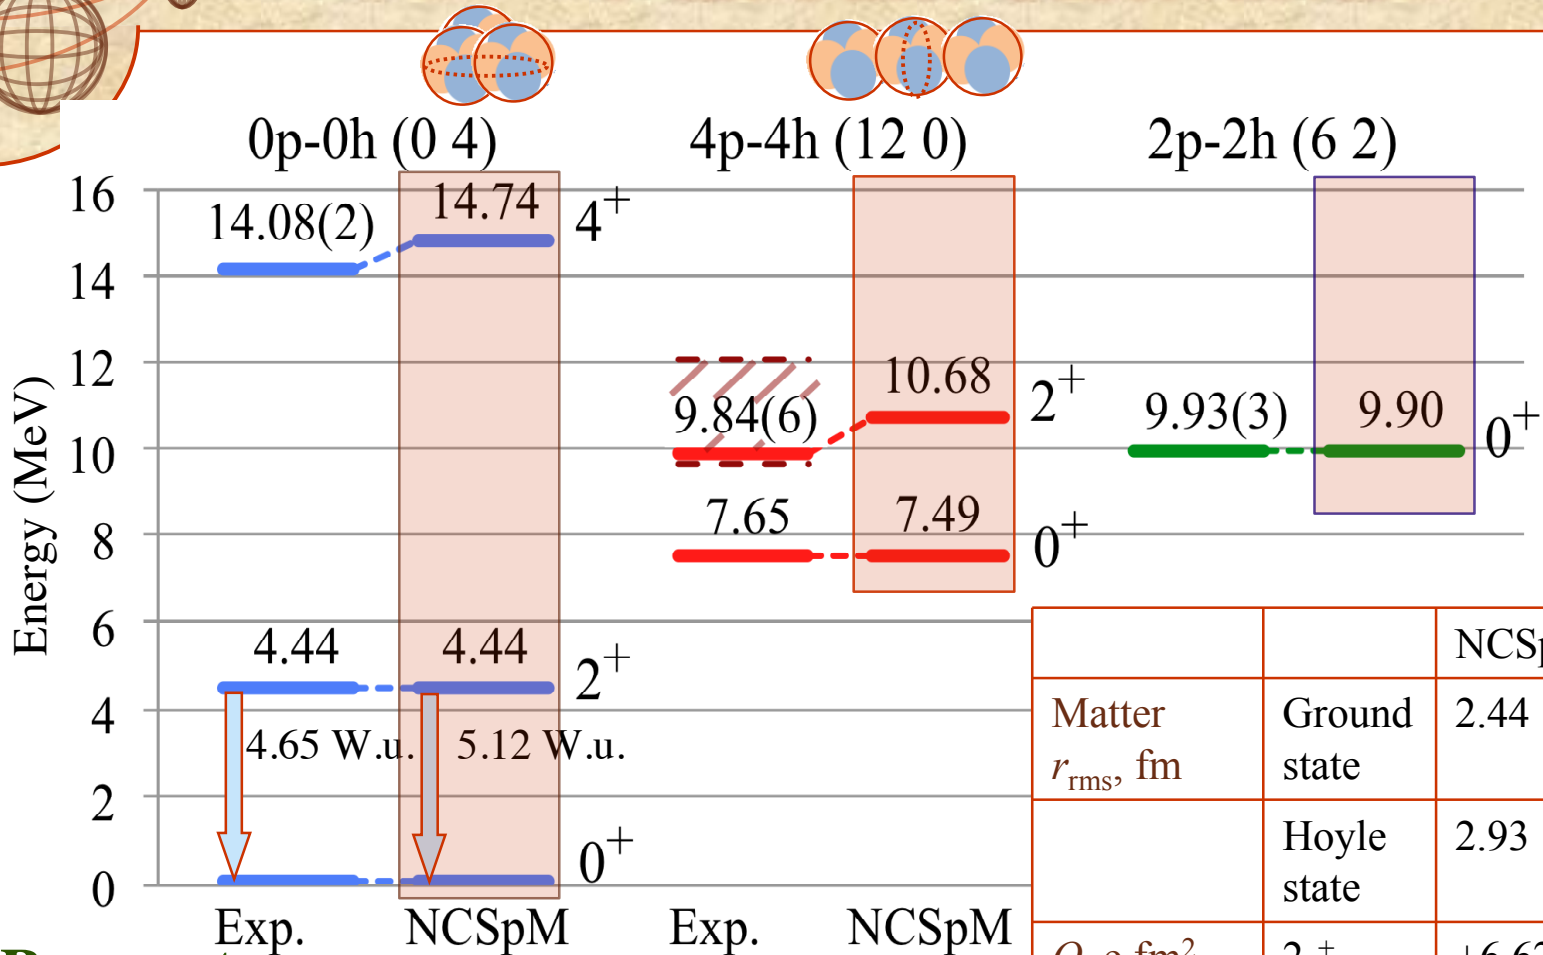 0p-0h (0 4)
4p-4h (12 0)
2p-2h (6 2)
16
14
12
10
8
6
4
2
0
Energy (MeV)
14.08(2)
14.74
4+
4.44
4.44
2+
4.65 W.u.
5.12 W.u.
0+
Exp.
NCSpM
9.84(6)
10.68
2+
7.65
7.49
0+
Exp.
NCSpM
9.93(3)
9.90
0+
Matter
r_rms, fm
Ground
state
2.44
Hoyle
state
2.93